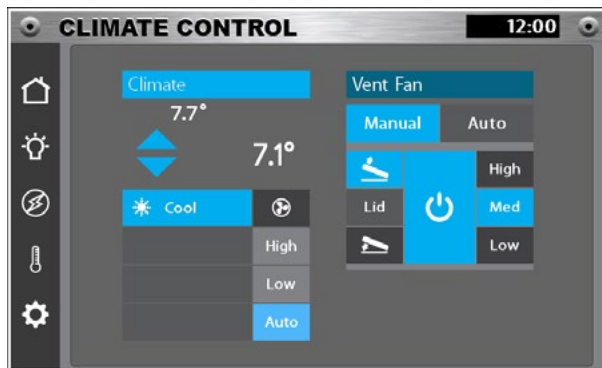 CLIMATE CONTROL
12:00
Climate
7.7°
7.1°
Cool
High
Low
Auto
Vent Fan
Manual
Auto
High
Lid
Med
Low